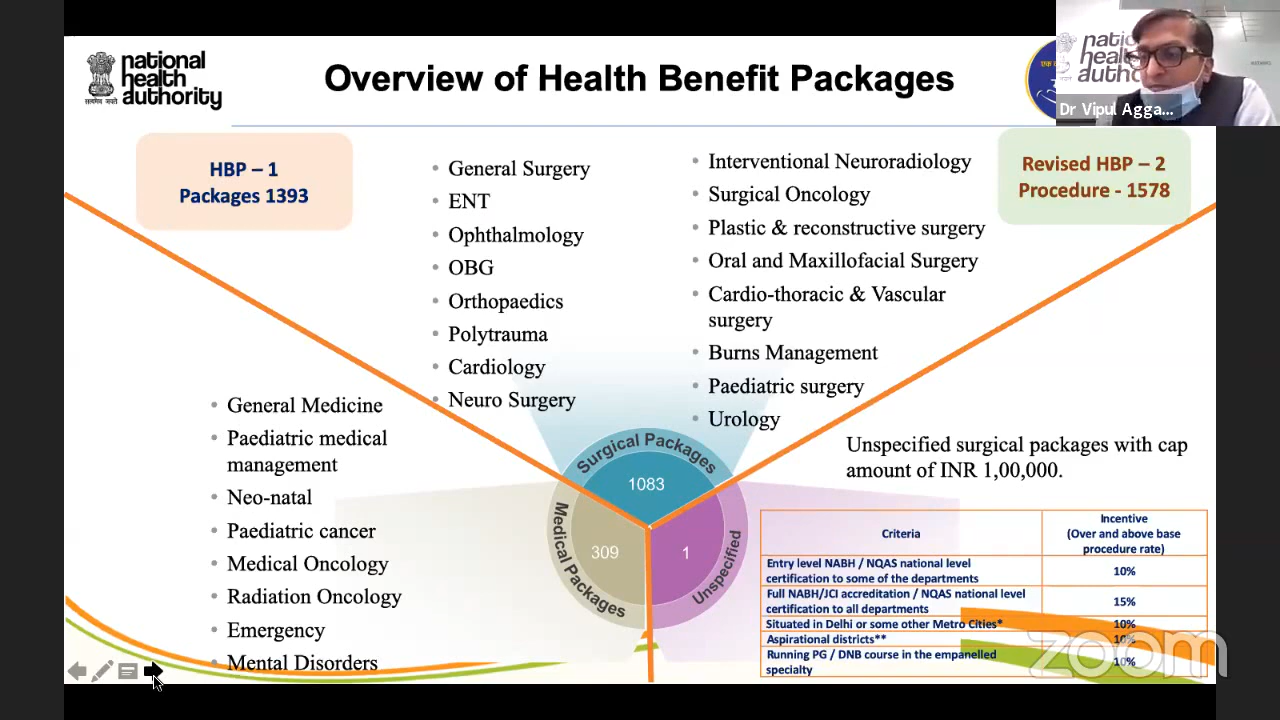 national
health
authority
सत्यमेव जयते
Overview of Health Benefit Packages
Dr Vipul Agga...
HBP – 1
Packages 1393
Revised HBP – 2
Procedure - 1578
• General Surgery
• ENT
• Ophthalmology
• OBG
• Orthopaedics
• Polytrauma
• Cardiology
• Neuro Surgery
• Interventional Neuroradiology
• Surgical Oncology
• Plastic & reconstructive surgery
• Oral and Maxillofacial Surgery
• Cardio-thoracic & Vascular
surgery
• Burns Management
• Paediatric surgery
• Urology
• General Medicine
• Paediatric medical
management
• Neo-natal
• Paediatric cancer
• Medical Oncology
• Radiation Oncology
• Emergency
• Mental Disorders
Surgical Packages
1083
Medical Packages
309
Unspecified
1
Unspecified surgical packages with cap
amount of INR 1,00,000.
Criteria
Incentive
(Over and above base
procedure rate)
Entry level NABH / NQAS national level
certification to some of the departments
10%
Full NABH/JCI accreditation / NQAS national level
certification to all departments
15%
Situated in Delhi or some other Metro Cities*
10%
Aspirational districts**
10%
Running PG / DNB course in the empanelled
specialty
10%
zoom